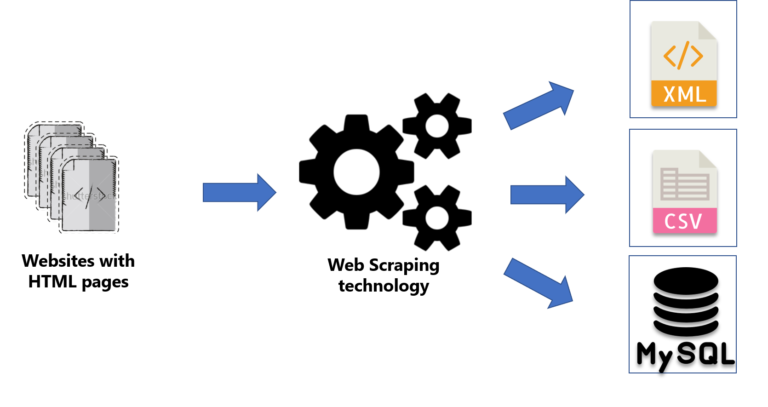 </>
Websites with
HTML pages
Web Scraping
technology
</>
XML
CSV
MySQL